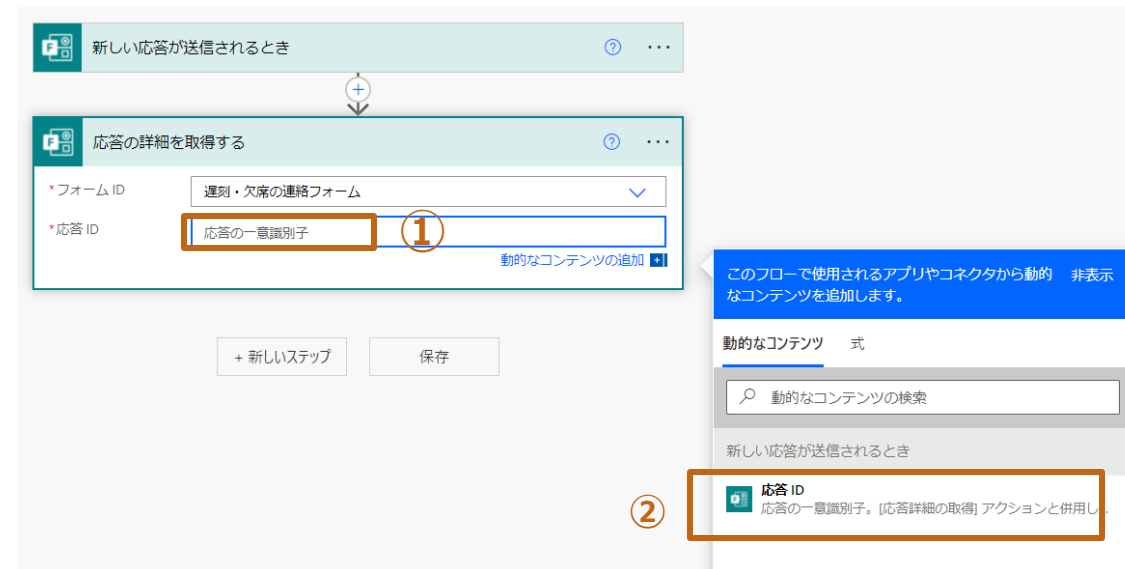 新しい応答が送信されるとき
応答の詳細を取得する
*フォーム ID
遅刻・欠席の連絡フォーム
*応答 ID
応答の一意識別子
①
動的なコンテンツの追加
+ 新しいステップ
保存
このフローで使用されるアプリやコネクタから動的
なコンテンツを追加します。
非表示
動的なコンテンツ
式
動的なコンテンツの検索
新しい応答が送信されるとき
②
応答 ID
応答の一意識別子。[応答詳細の取得] アクションと併用し...